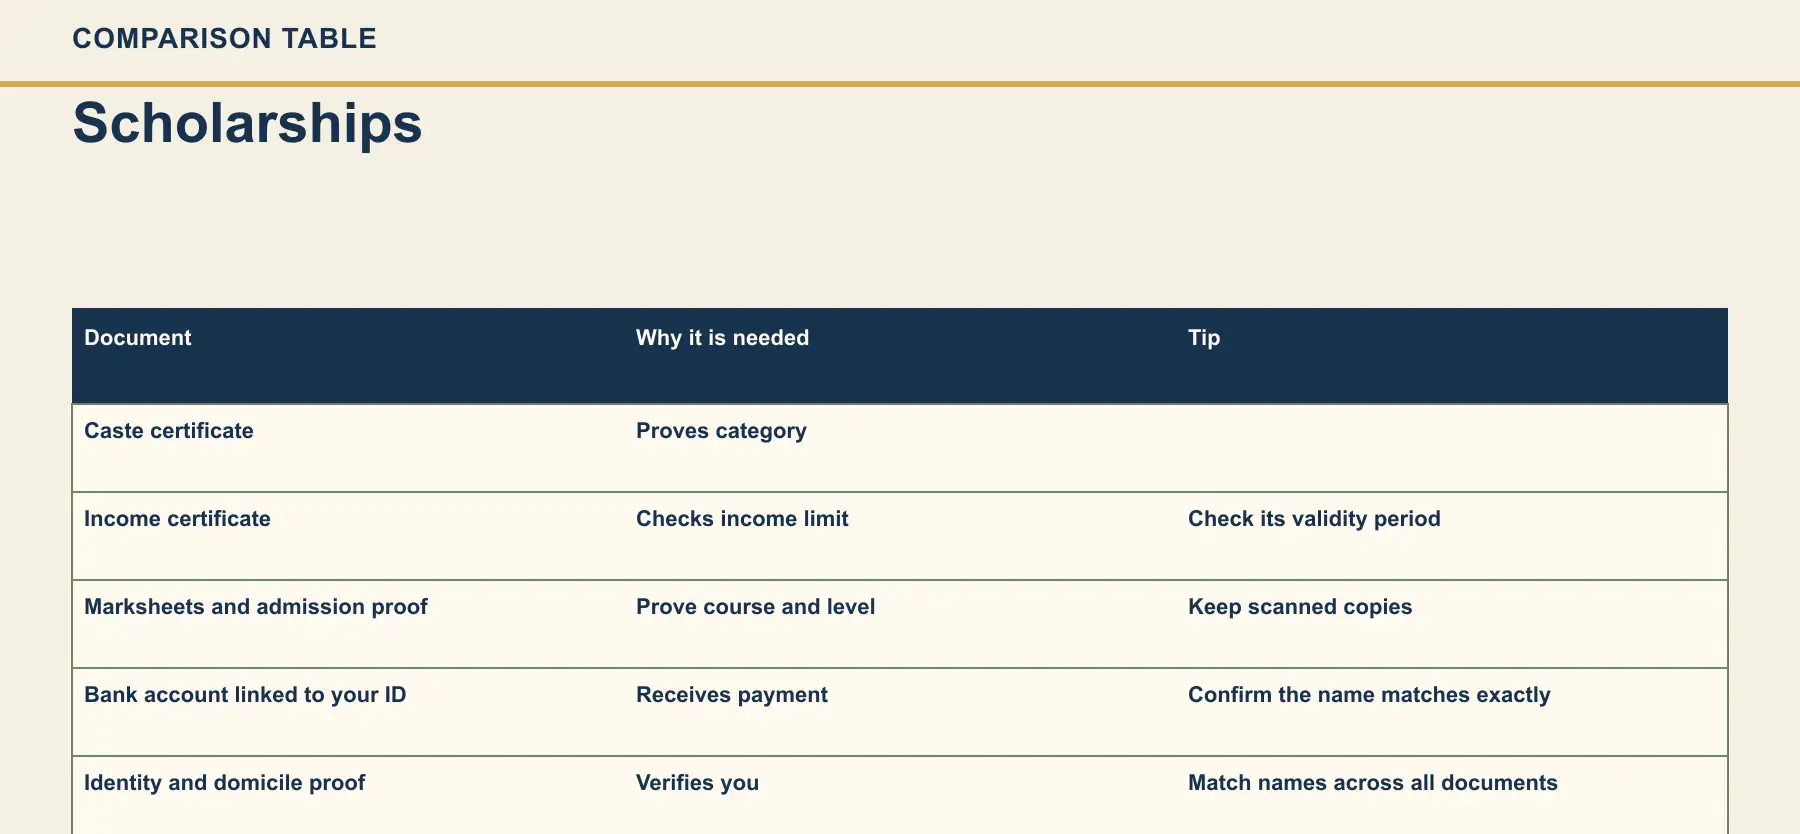 COMPARISON TABLE
Scholarships
Document Why it is needed Tip
Caste certificate Proves category
Income certificate Checks income limit Check its validity period
Marksheets and admission proof Prove course and level Keep scanned copies
Bank account linked to your ID Receives payment Confirm the name matches exactly
Identity and domicile proof Verifies you Match names across all documents